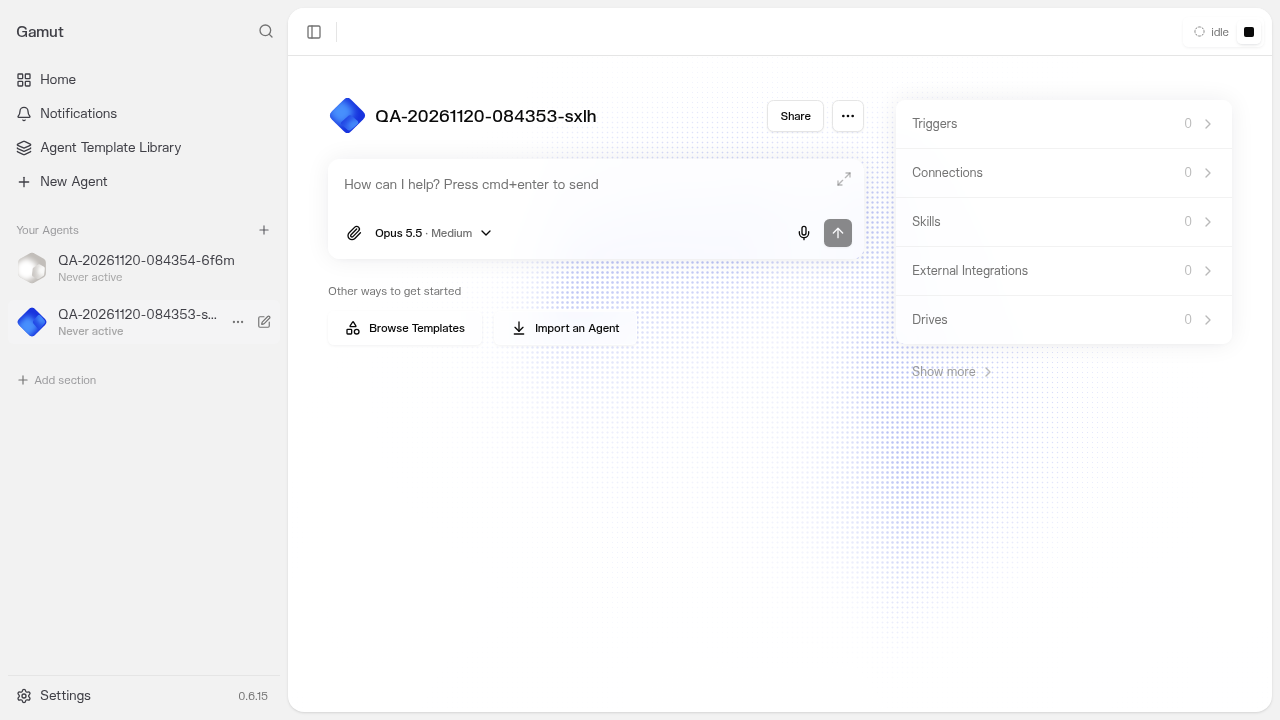 Gamut
Home
Notifications
Agent Template Library
New Agent
Your Agents
QA-20261120-084354-6f6m
Never active
QA-20261120-084353-s...
Never active
Add section
Settings
0.6.15
idle
QA-20261120-084353-sxlh
Share
How can I help? Press cmd+enter to send
Opus 5.5 · Medium
Other ways to get started
Browse Templates
Import an Agent
Triggers 0
Connections 0
Skills 0
External Integrations 0
Drives 0
Show more